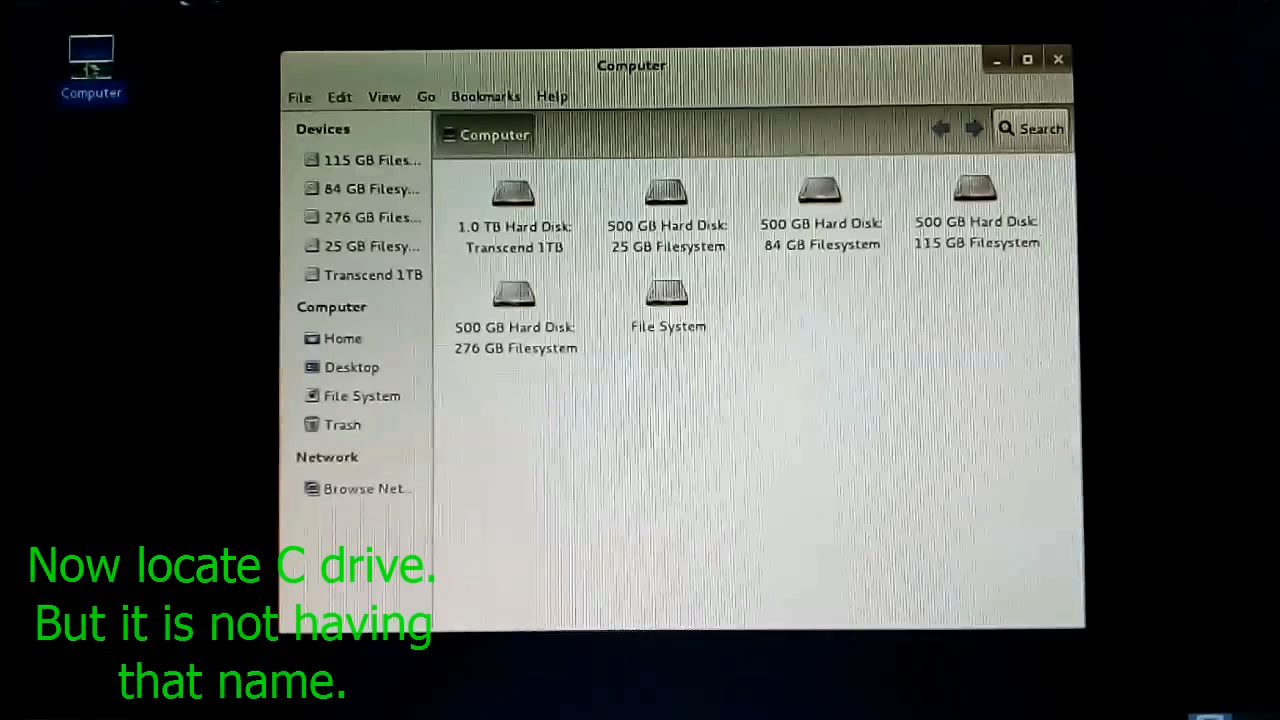 Computer
Computer
File Edit View Go Bookmarks Help
Devices
115 GB Files...
84 GB Filesy...
276 GB Files...
25 GB Filesy...
Transcend 1TB
Computer
Home
Desktop
File System
Trash
Network
Browse Net...
Computer
Search
1.0 TB Hard Disk:
Transcend 1TB
500 GB Hard Disk:
25 GB Filesystem
500 GB Hard Disk:
84 GB Filesystem
500 GB Hard Disk:
115 GB Filesystem
500 GB Hard Disk:
276 GB Filesystem
File System
Now locate C drive.
But it is not having
that name.